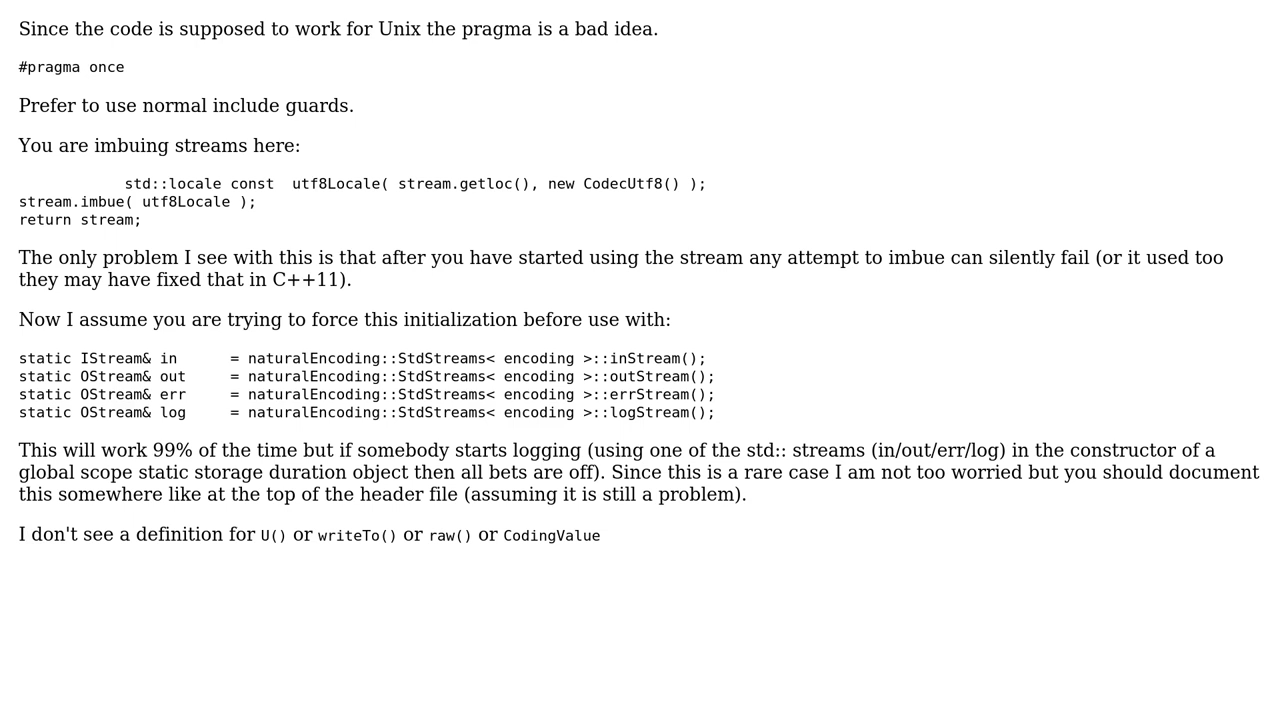 Since the code is supposed to work for Unix the pragma is a bad idea.
#pragma once
Prefer to use normal include guards.
You are imbuing streams here:
            std::locale const  utf8Locale( stream.getloc(), new CodecUtf8() );
stream.imbue( utf8Locale );
return stream;
The only problem I see with this is that after you have started using the stream any attempt to imbue can silently fail (or it used too
they may have fixed that in C++11).
Now I assume you are trying to force this initialization before use with:
static IStream& in      = naturalEncoding::StdStreams< encoding >::inStream();
static OStream& out     = naturalEncoding::StdStreams< encoding >::outStream();
static OStream& err     = naturalEncoding::StdStreams< encoding >::errStream();
static OStream& log     = naturalEncoding::StdStreams< encoding >::logStream();
This will work 99% of the time but if somebody starts logging (using one of the std:: streams (in/out/err/log) in the constructor of a
global scope static storage duration object then all bets are off). Since this is a rare case I am not too worried but you should document
this somewhere like at the top of the header file (assuming it is still a problem).
I don't see a definition for U() or writeTo() or raw() or CodingValue